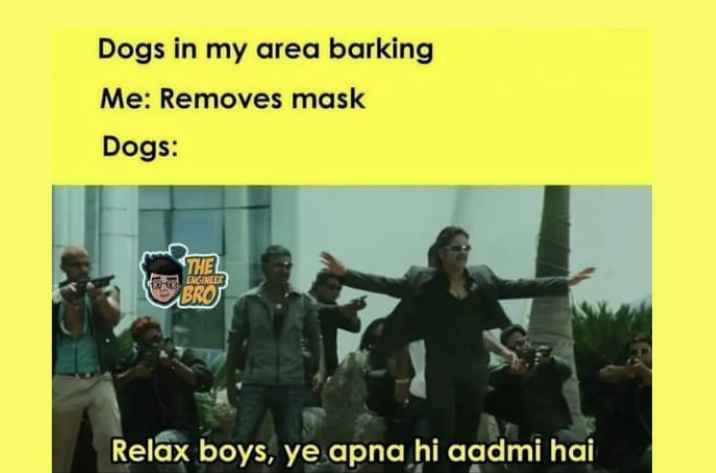 Dogs in my area barking
Me: Removes mask
Dogs:
THE
ENGINEER
BRO
Relax boys, ye apna hi aadmi hai